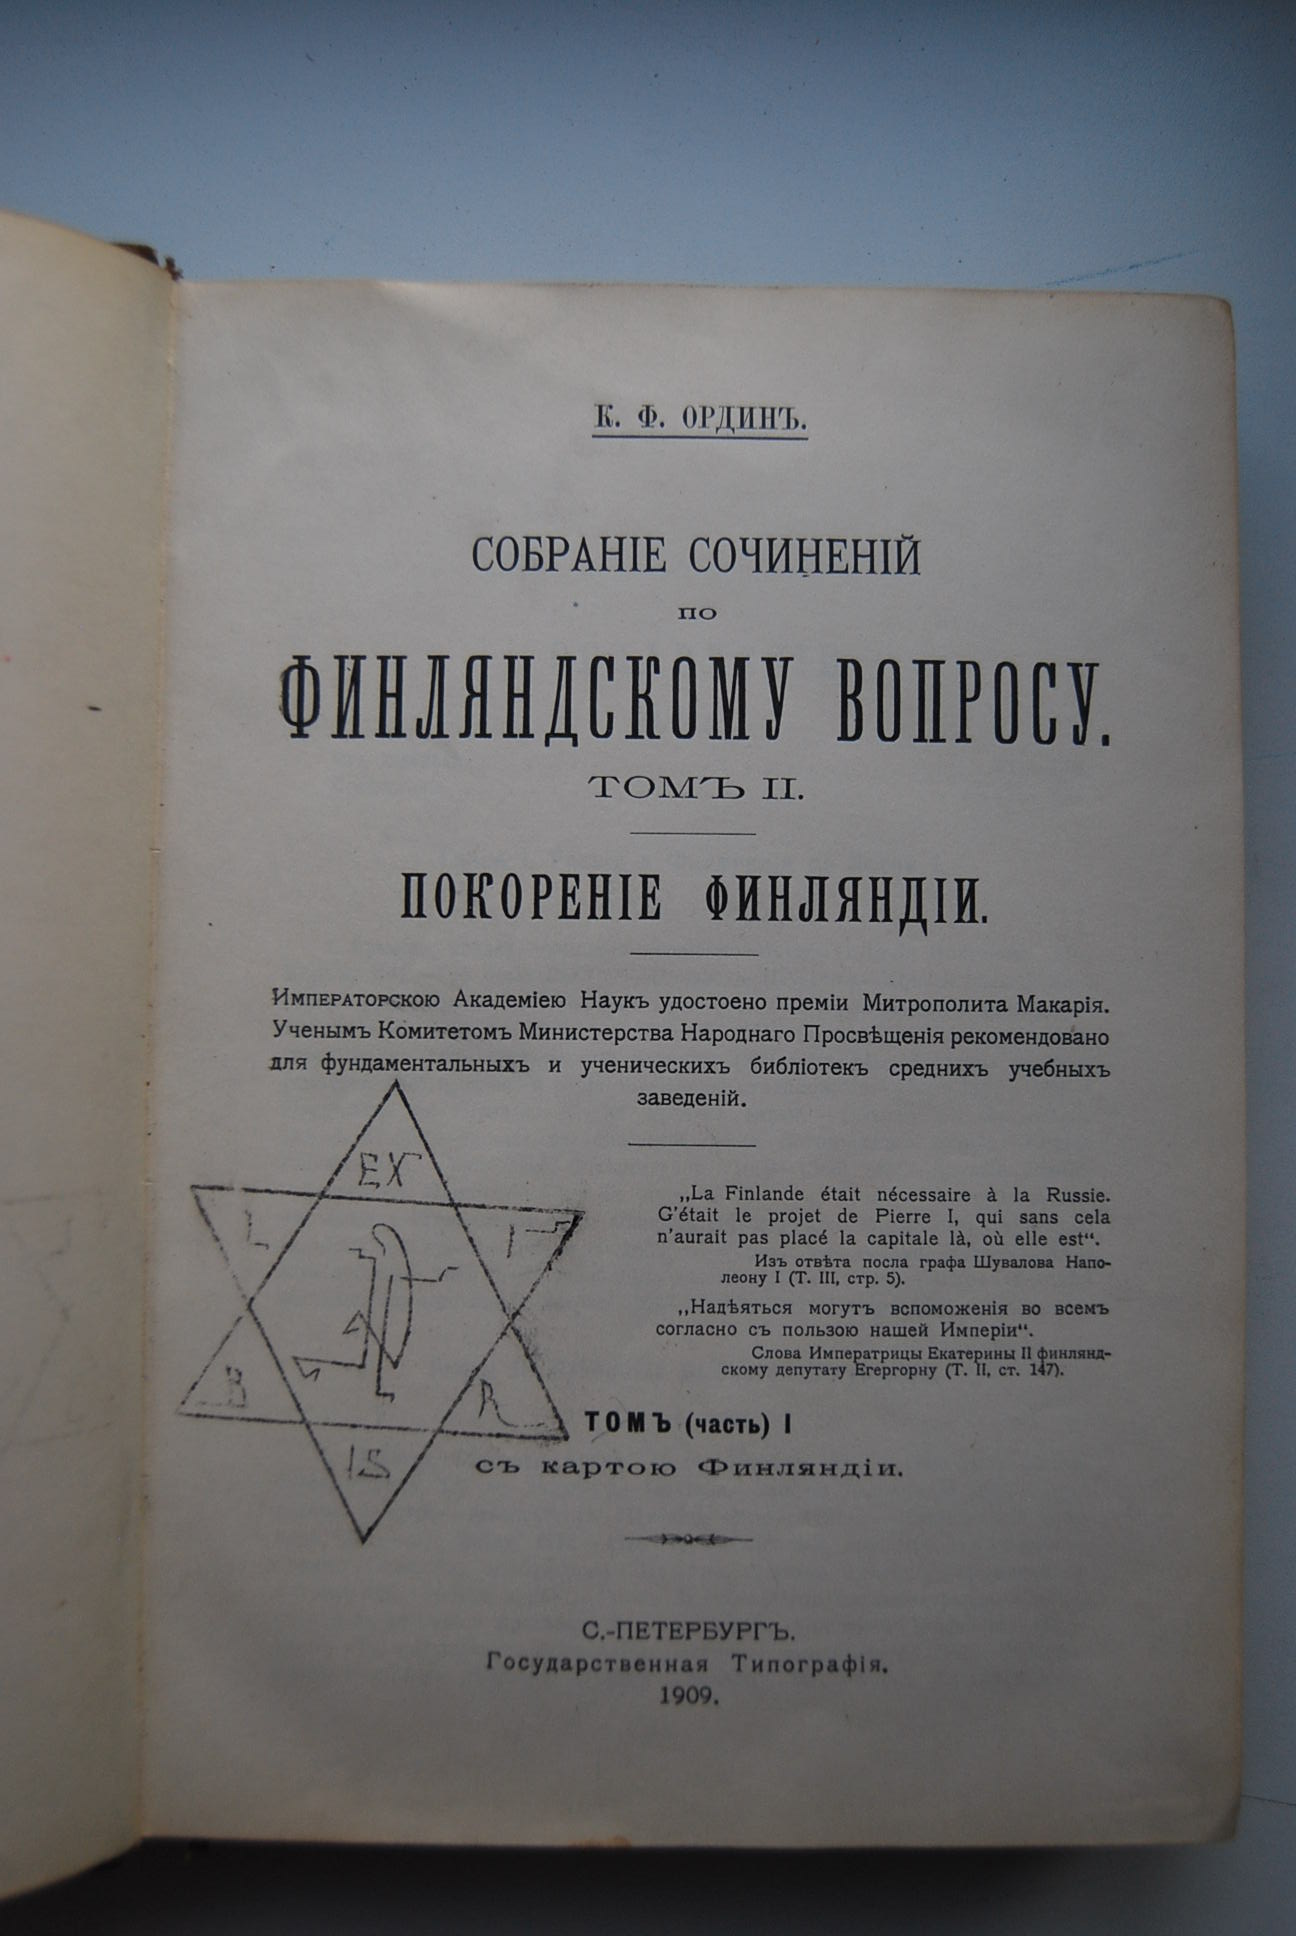 К. Ф. ОРДИНЪ.
СОБРАНІЕ СОЧИНЕНІЙ
ПО
ФИНЛЯНДСКОМУ ВОПРОСУ.
ТОМЪ II.
ПОКОРЕНІЕ ФИНЛЯНДІИ.
Императорскою Академіею Наукъ удостоено преміи Митрополита Макарія.
Ученымъ Комитетомъ Министерства Народнаго Просвѣщенія рекомендовано
для фундаментальныхъ и ученическихъ библіотекъ среднихъ учебныхъ
заведеній.
„La Finlande était nécessaire à la Russie.
C'était le projet de Pierre I, qui sans cela
n'aurait pas placé la capitale là, où elle est“.
Изъ отвѣта посла графа Шувалова Напо-
леону I (Т. III, стр. 5).
„Надѣяться могутъ вспоможенія во всемъ
согласно съ пользою нашей Имперіи“.
Слова Императрицы Екатерины II финлянд-
скому депутату Егергорну (Т. II, ст. 147).
EX
L
I
B
R
IS
ТОМЪ (часть) I
съ картою Финляндіи.
С.-ПЕТЕРБУРГЪ.
Государственная Типографія.
1909.